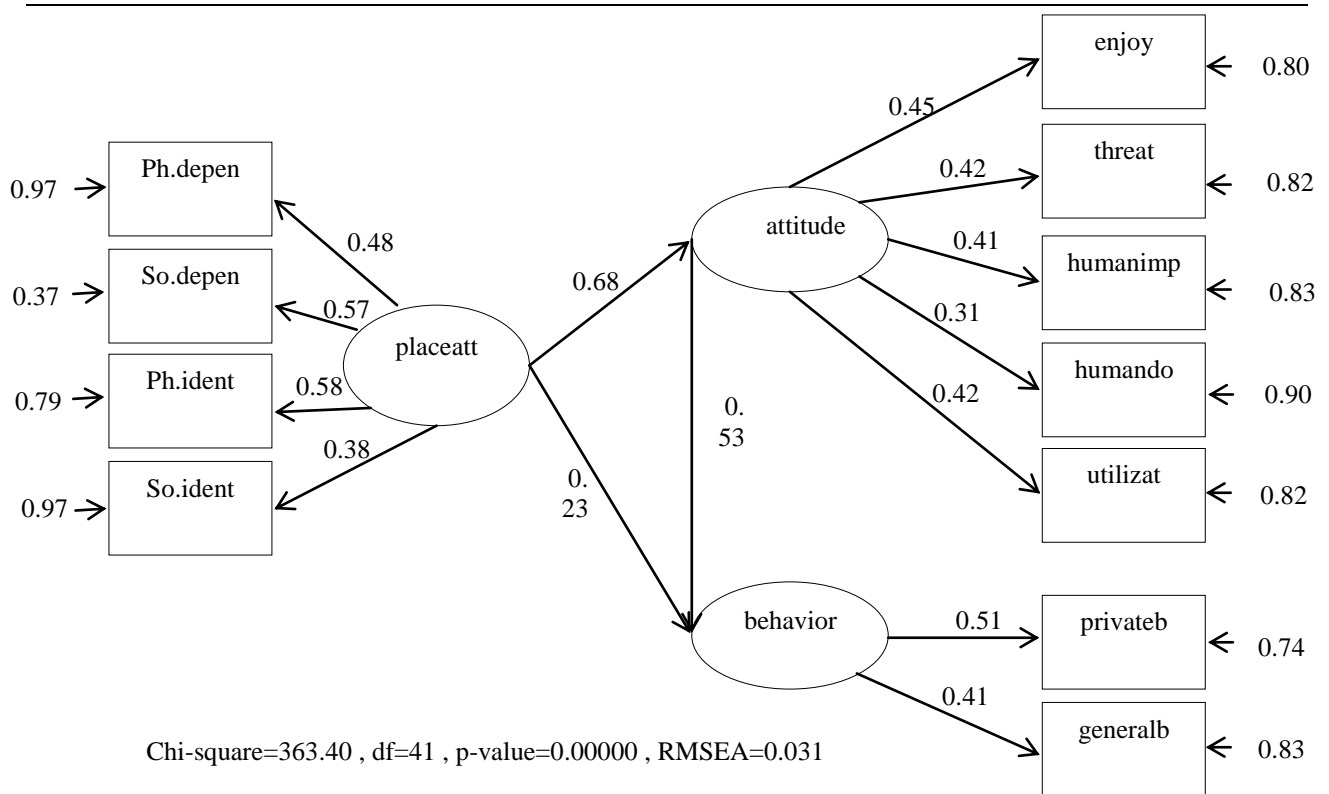 enjoy
0.80
0.45
threat
0.42
0.82
Ph.depen
0.97
0.48
attitude
humanimp
0.41
0.83
So.depen
0.37
0.57
0.68
0.31
placeatt
humando
0.42
0.90
Ph.ident
0.79
0.58
0.
53
0.38
So.ident
0.97
0.
23
utilizat
0.82
behavior
0.51
privateb
0.74
0.41
generalb
0.83
Chi-square=363.40 , df=41 , p-value=0.00000 , RMSEA=0.031